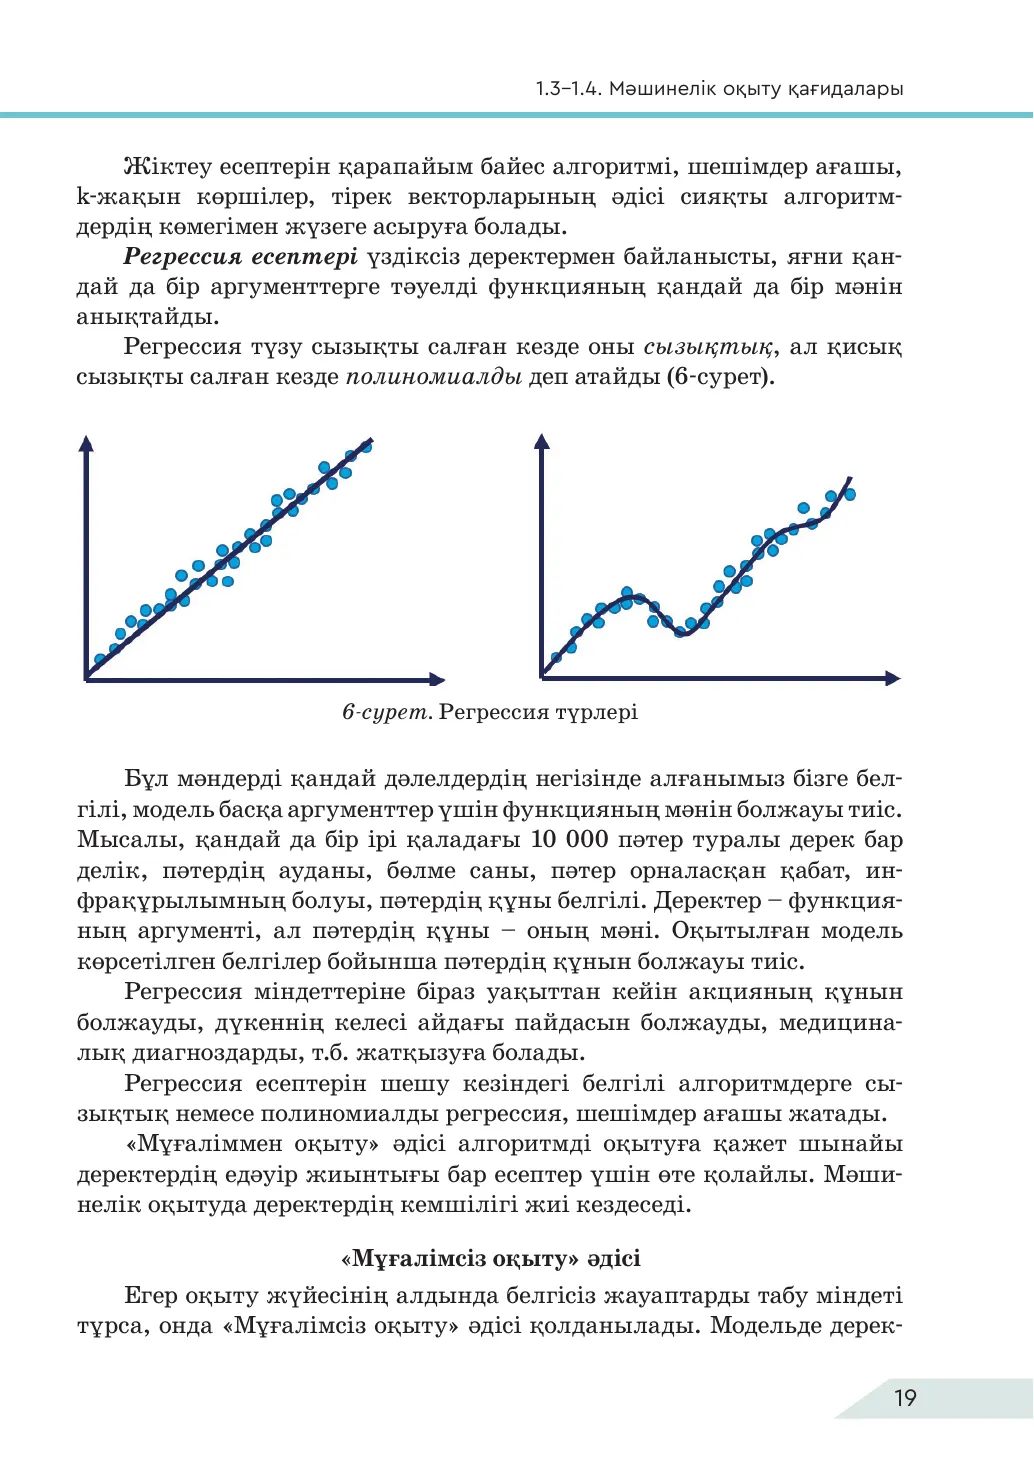 1.3–1.4. Машинелік оқыту қағидалары
Жіктеу есептерін қарапайым байес алгоритмі, шешімдер ағашы,
k-жақын көршілер, тірек векторларының әдісі сияқты алгоритм-
дердің көмегімен жүзеге асыруға болады.
Регрессия есептері үздіксіз деректермен байланысты, яғни қан-
дай да бір аргументтерге тәуелді функцияның қандай да бір мәнін
анықтайды.
Регрессия түзу сызықты салған кезде оны сызықтық, ал қисық
сызықты салған кезде полиномиалды деп атайды (6-сурет).
6-сурет. Регрессия түрлері
Бұл мәндерді қандай дәлелдердің негізінде алғанымыз бізге бел-
гілі, модель басқа аргументтер үшін функцияның мәнін болжауы тиіс.
Мысалы, қандай да бір ірі қаладағы 10 000 пәтер туралы дерек бар
делік, пәтердің ауданы, бөлме саны, пәтер орналасқан қабат, ин-
фрақұрылымның болуы, пәтердің құны белгілі. Деректер – функция-
ның аргументі, ал пәтердің құны – оның мәні. Оқытылған модель
көрсетілген белгілер бойынша пәтердің құнын болжауы тиіс.
Регрессия міндеттеріне біраз уақыттан кейін акцияның құнын
болжауды, дүкеннің келесі айдағы пайдасын болжауды, медицина-
лық диагноздарды, т.б. жатқызуға болады.
Регрессия есептерін шешу кезіндегі белгілі алгоритмдерге сы-
зықтық немесе полиномиалды регрессия, шешімдер ағашы жатады.
«Мұғаліммен оқыту» әдісі алгоритмді оқытуға қажет шынайы
деректердің едәуір жиынтығы бар есептер үшін өте қолайлы. Маши-
нелік оқытуда деректердің кемшілігі жиі кездеседі.
«Мұғалімсіз оқыту» әдісі
Егер оқыту жүйесінің алдында белгісіз жауаптарды табу міндеті
тұрса, онда «Мұғалімсіз оқыту» әдісі қолданылады. Модельде дерек-
19